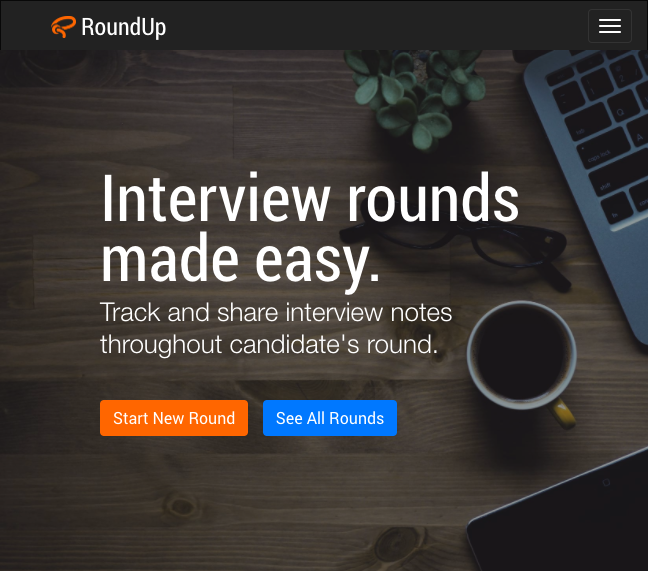 RoundUp
Interview rounds
made easy.
Track and share interview notes
throughout candidate's round.
Start New Round
See All Rounds